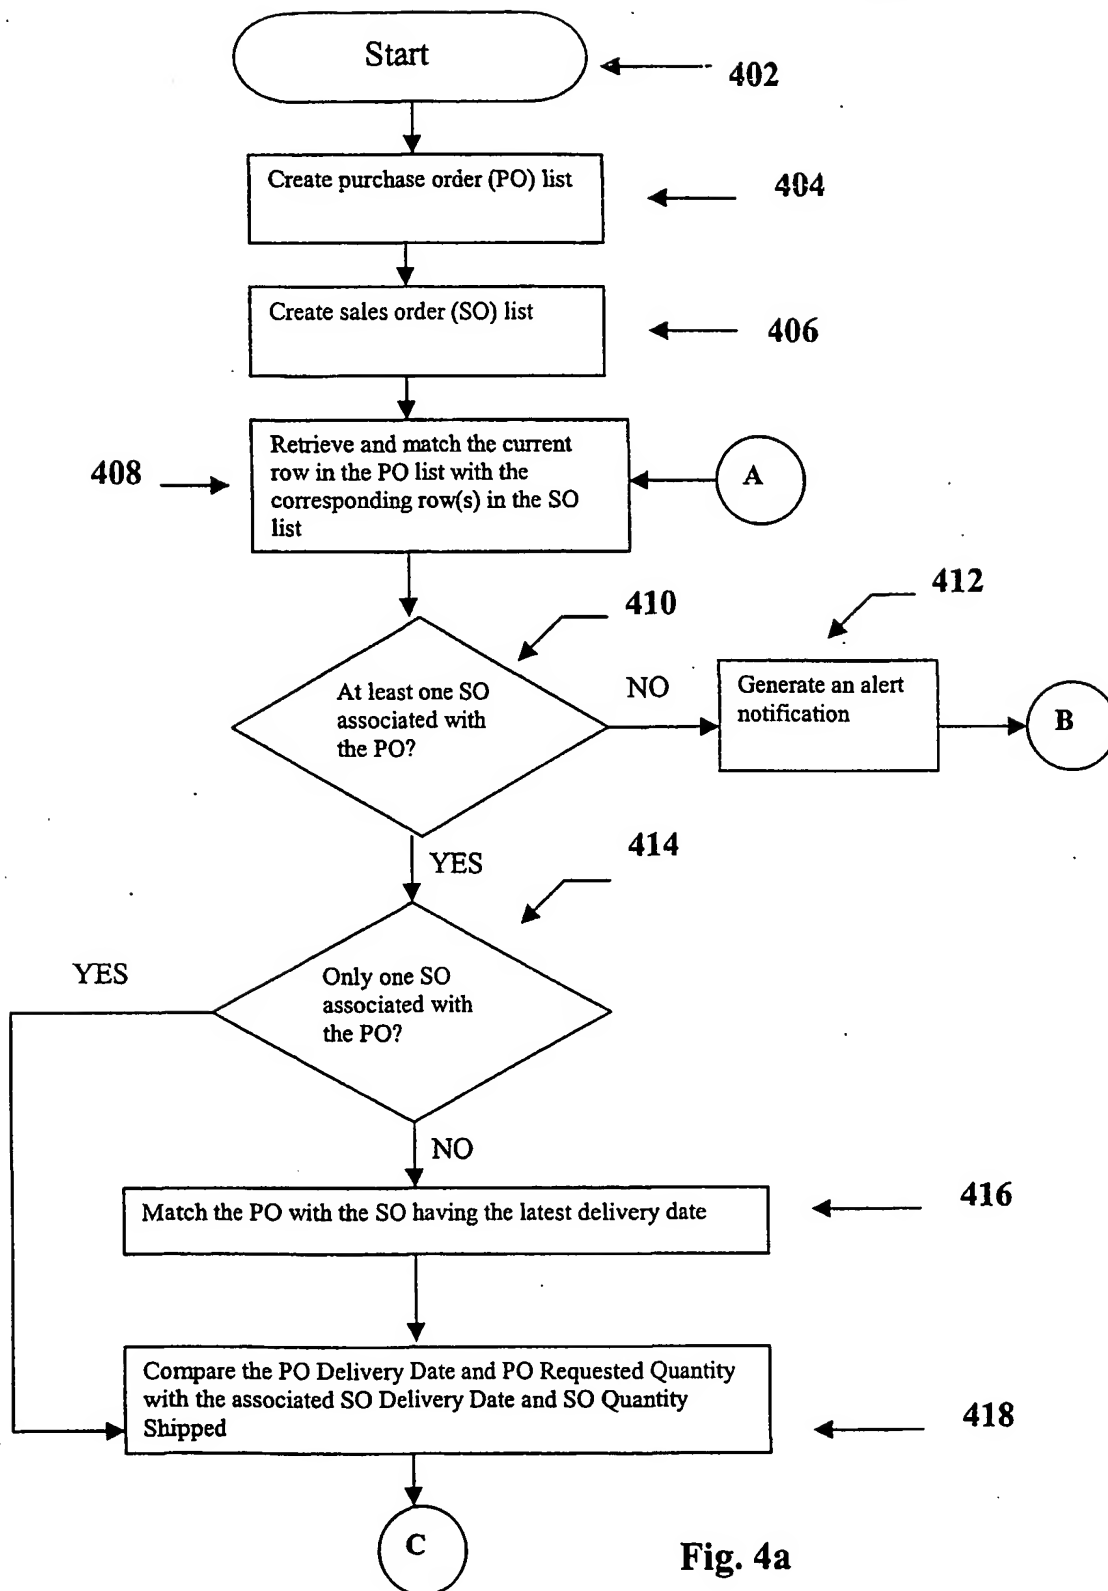 Start
402
Create purchase order (PO) list
404
Create sales order (SO) list
406
Retrieve and match the current
row in the PO list with the
corresponding row(s) in the SO
list
408
A
410
412
At least one SO
associated with
the PO?
NO
Generate an alert
notification
B
YES
414
YES
Only one SO
associated with
the PO?
NO
Match the PO with the SO having the latest delivery date
416
Compare the PO Delivery Date and PO Requested Quantity
with the associated SO Delivery Date and SO Quantity
Shipped
418
C
Fig. 4a